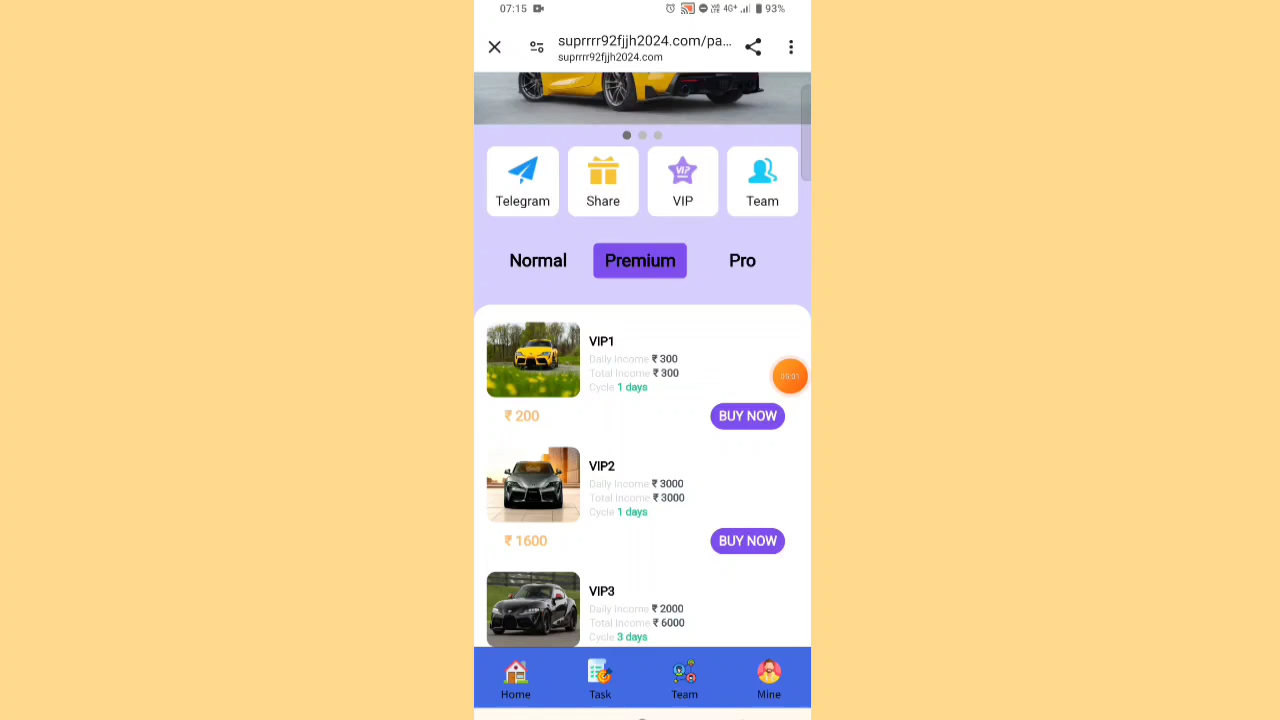 07:15
4G+ 93%
suprrrr92fjjh2024.com/pa...
suprrrr92fjjh2024.com
Telegram Share VIP Team
Normal Premium Pro
VIP1
Daily Income ₹ 300
Total Income ₹ 300
Cycle 1 days
₹ 200 BUY NOW
VIP2
Daily Income ₹ 3000
Total Income ₹ 3000
Cycle 1 days
₹ 1600 BUY NOW
VIP3
Daily Income ₹ 2000
Total Income ₹ 6000
Cycle 3 days
Home Task Team Mine